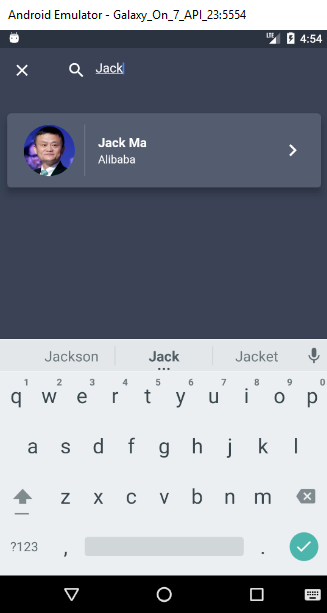 Android Emulator - Galaxy_On_7_API_23:5554
LTE 4:54
Jack
Jack Ma
Alibaba
Jackson Jack Jacket
1 2 3 4 5 6 7 8 9 0
q w e r t y u i o p
a s d f g h j k l
z x c v b n m
?123 , .